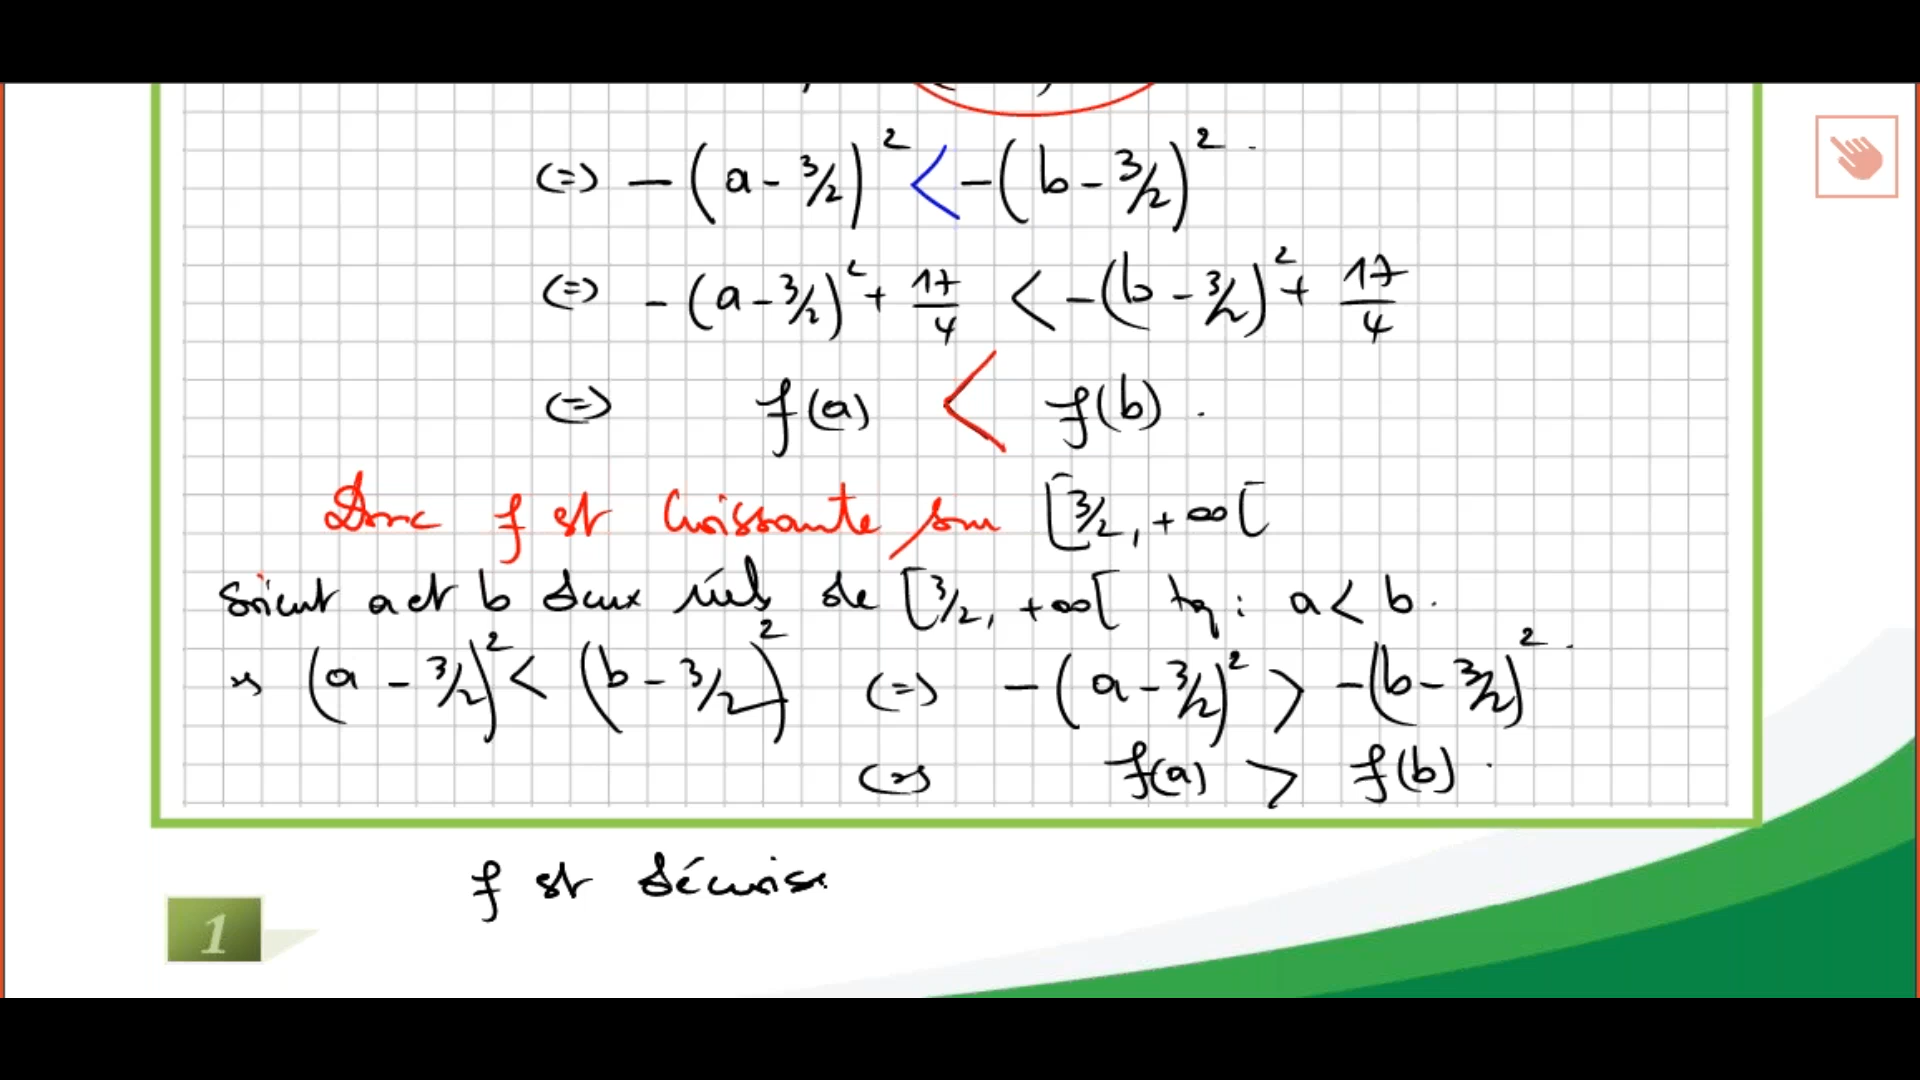 (=) -(a - 3/2)² < -(b - 3/2)².
(=) -(a - 3/2)² + 17/4 < -(b - 3/2)² + 17/4
(=) f(a) < f(b).
Donc f est Croissante sur [3/2, +∞[
Soient a et b deux réels de [3/2, +∞[ tq : a < b.
(a - 3/2)² < (b - 3/2)² (=) -(a - 3/2)² > -(b - 3/2)².
(=) f(a) > f(b).
f est décroiss
1